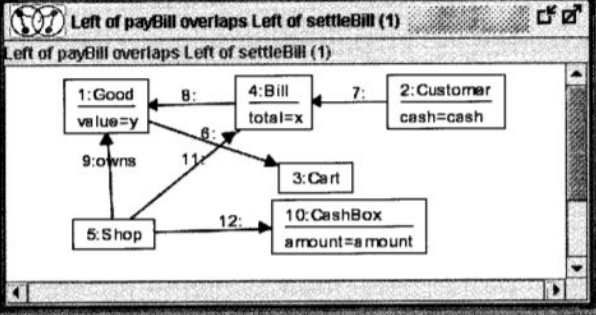 Left of payBill overlaps Left of settleBill (1)
Left of payBill overlaps Left of settleBill (1)
1:Good
value=y
8:
4:Bill
total=x
7:
2:Customer
cash=cash
6:
9:owns
11:
3:Cart
5:Shop
12:
10:CashBox
amount=amount